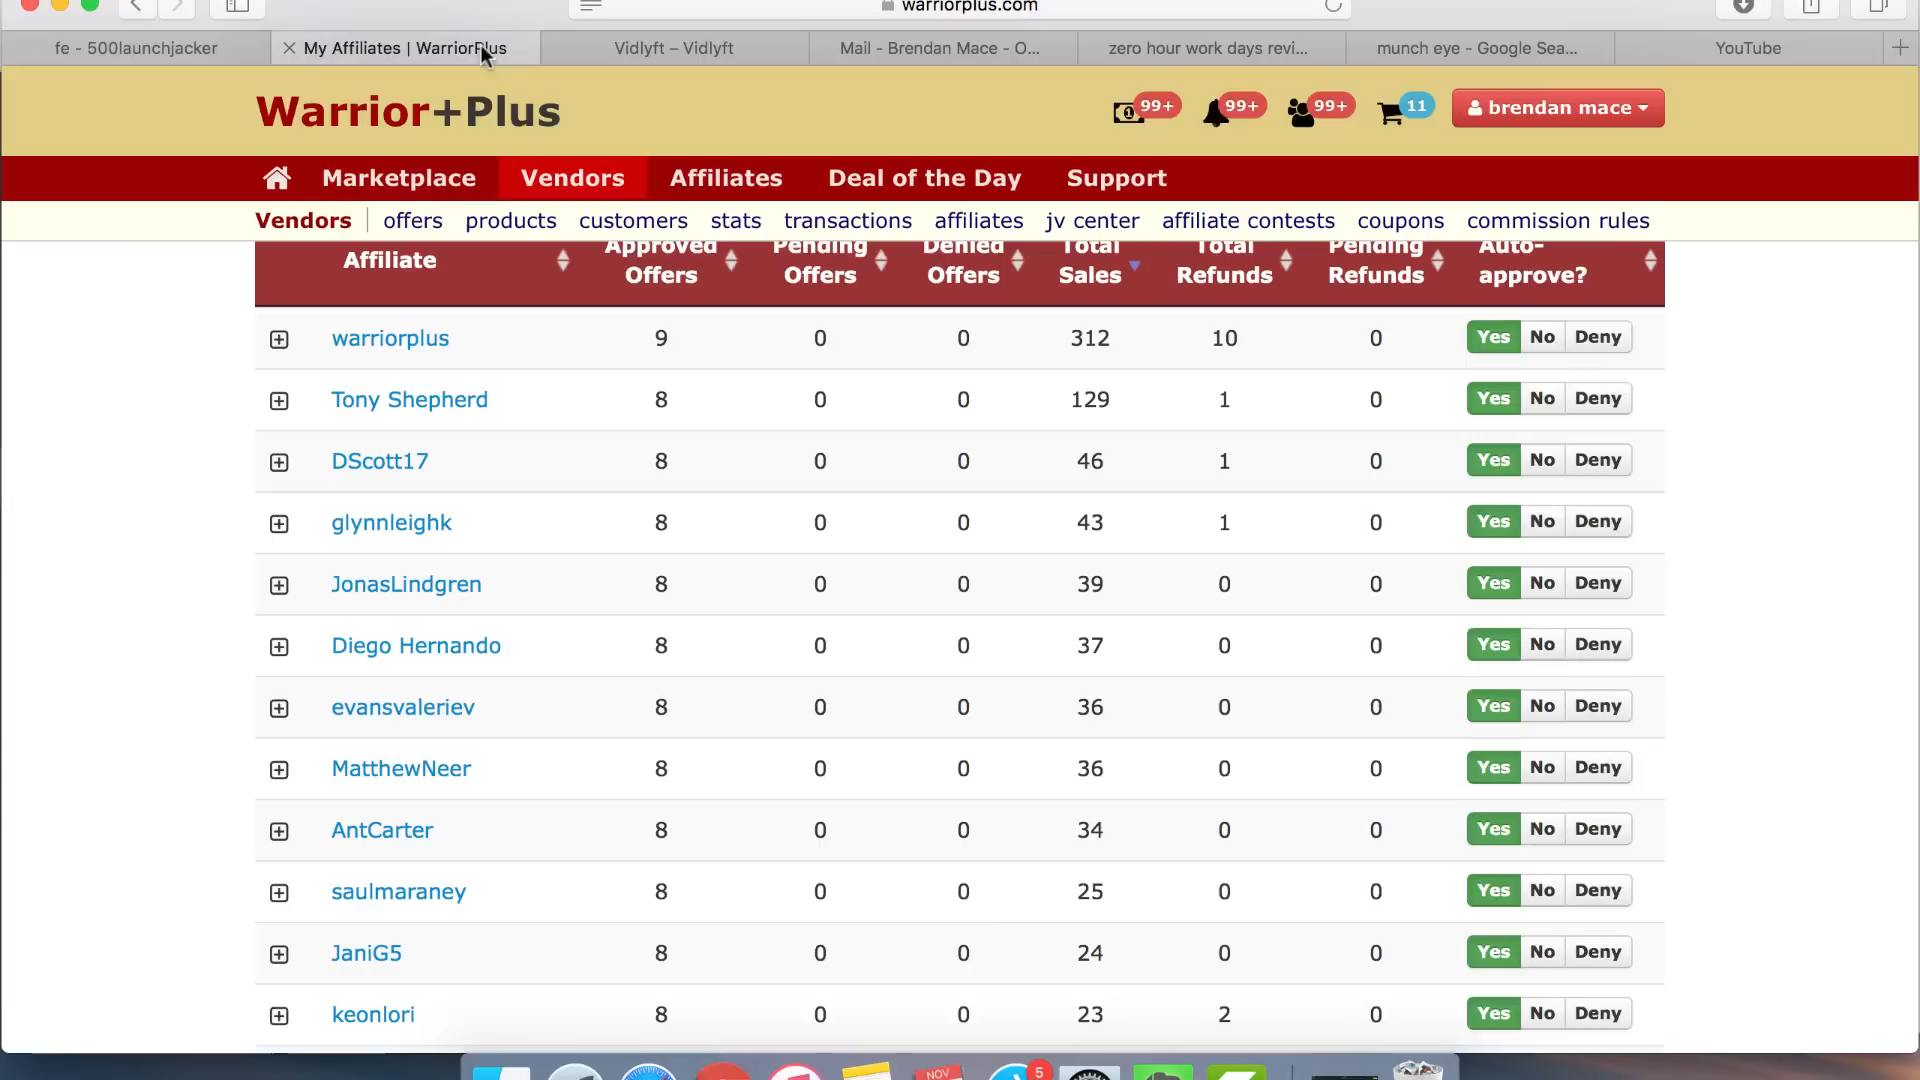 warriorplus.com
fe - 500launchjacker
My Affiliates | WarriorPlus
Vidlyft – Vidlyft
Mail - Brendan Mace - O...
zero hour work days revi...
munch eye - Google Sea...
YouTube
Warrior+Plus
99+ 99+ 99+ 11 brendan mace
Marketplace Vendors Affiliates Deal of the Day Support
Vendors offers products customers stats transactions affiliates jv center affiliate contests coupons commission rules
Affiliate Approved Offers Pending Offers Denied Offers Total Sales Total Refunds Pending Refunds Auto-approve?
warriorplus 9 0 0 312 10 0 Yes No Deny
Tony Shepherd 8 0 0 129 1 0 Yes No Deny
DScott17 8 0 0 46 1 0 Yes No Deny
glynnleighk 8 0 0 43 1 0 Yes No Deny
JonasLindgren 8 0 0 39 0 0 Yes No Deny
Diego Hernando 8 0 0 37 0 0 Yes No Deny
evansvaleriev 8 0 0 36 0 0 Yes No Deny
MatthewNeer 8 0 0 36 0 0 Yes No Deny
AntCarter 8 0 0 34 0 0 Yes No Deny
saulmaraney 8 0 0 25 0 0 Yes No Deny
JaniG5 8 0 0 24 0 0 Yes No Deny
keonlori 8 0 0 23 2 0 Yes No Deny
NOV 5